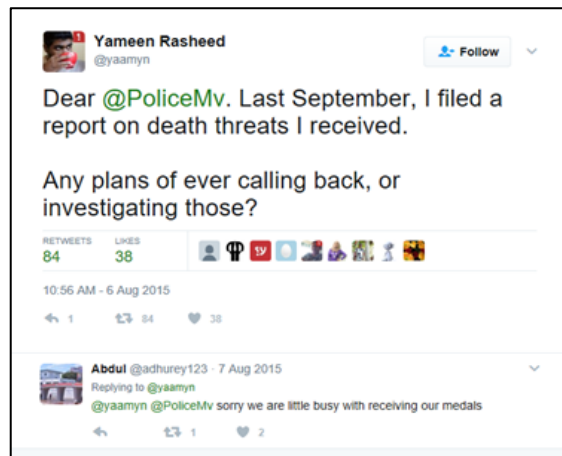 Yameen Rasheed
@yaamyn
Follow
Dear @PoliceMv. Last September, I filed a
report on death threats I received.
Any plans of ever calling back, or
investigating those?
RETWEETS LIKES
84 38
10:56 AM - 6 Aug 2015
1 84 38
Abdul @adhurey123 · 7 Aug 2015
Replying to @yaamyn
@yaamyn @PoliceMv sorry we are little busy with receiving our medals
1 2